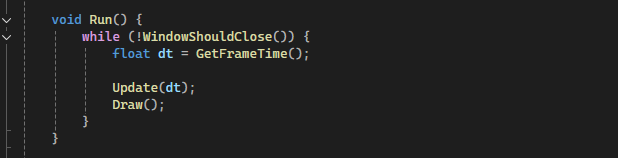 void Run() {
while (!WindowShouldClose()) {
float dt = GetFrameTime();
Update(dt);
Draw();
}
}